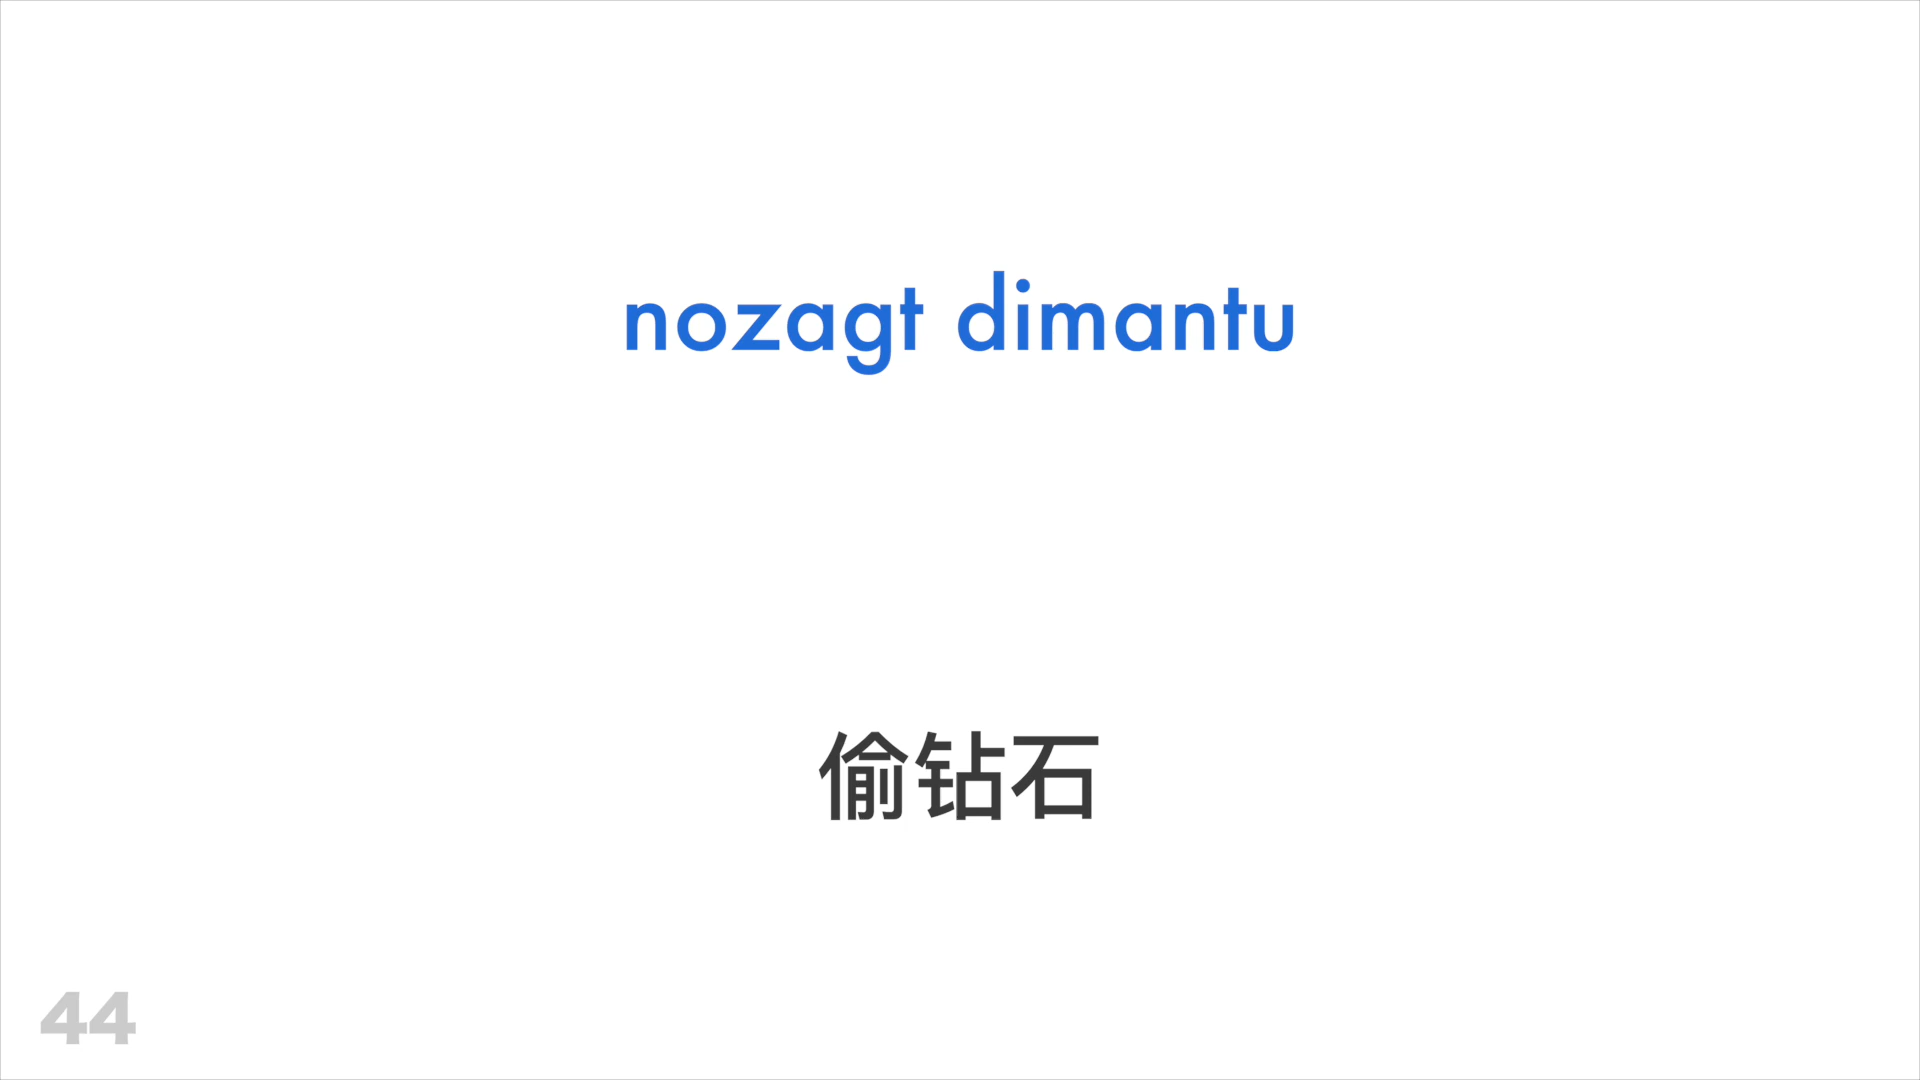 nozagt dimantu
偷钻石
44